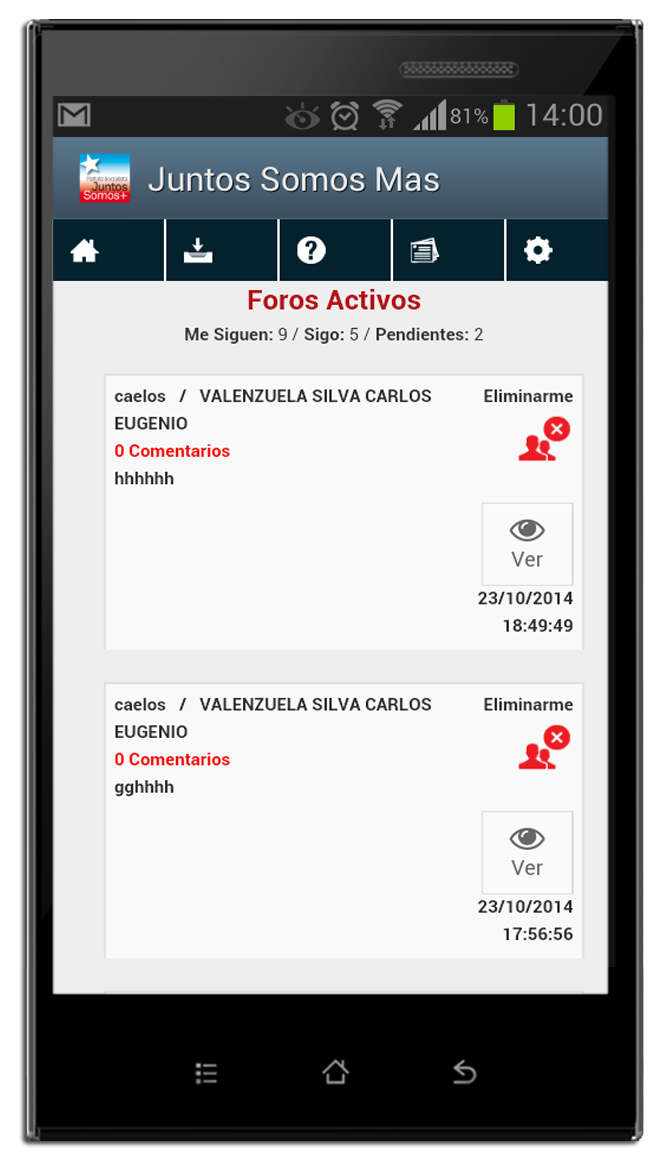 81% 14:00
Partido Socialista
Juntos
Somos+
Juntos Somos Mas
Foros Activos
Me Siguen: 9 / Sigo: 5 / Pendientes: 2
caelos / VALENZUELA SILVA CARLOS
EUGENIO
Eliminarme
0 Comentarios
hhhhhh
Ver
23/10/2014
18:49:49
caelos / VALENZUELA SILVA CARLOS
EUGENIO
Eliminarme
0 Comentarios
gghhhh
Ver
23/10/2014
17:56:56